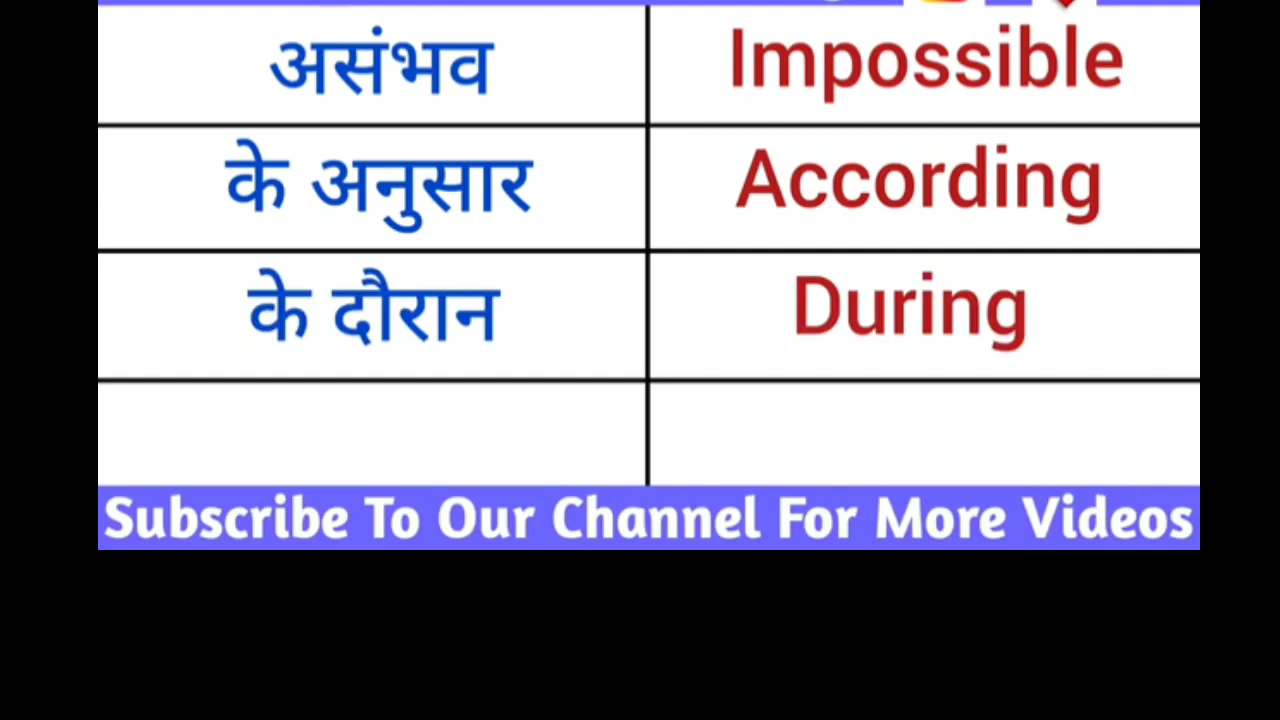 असंभव Impossible
के अनुसार According
के दौरान During
Subscribe To Our Channel For More Videos